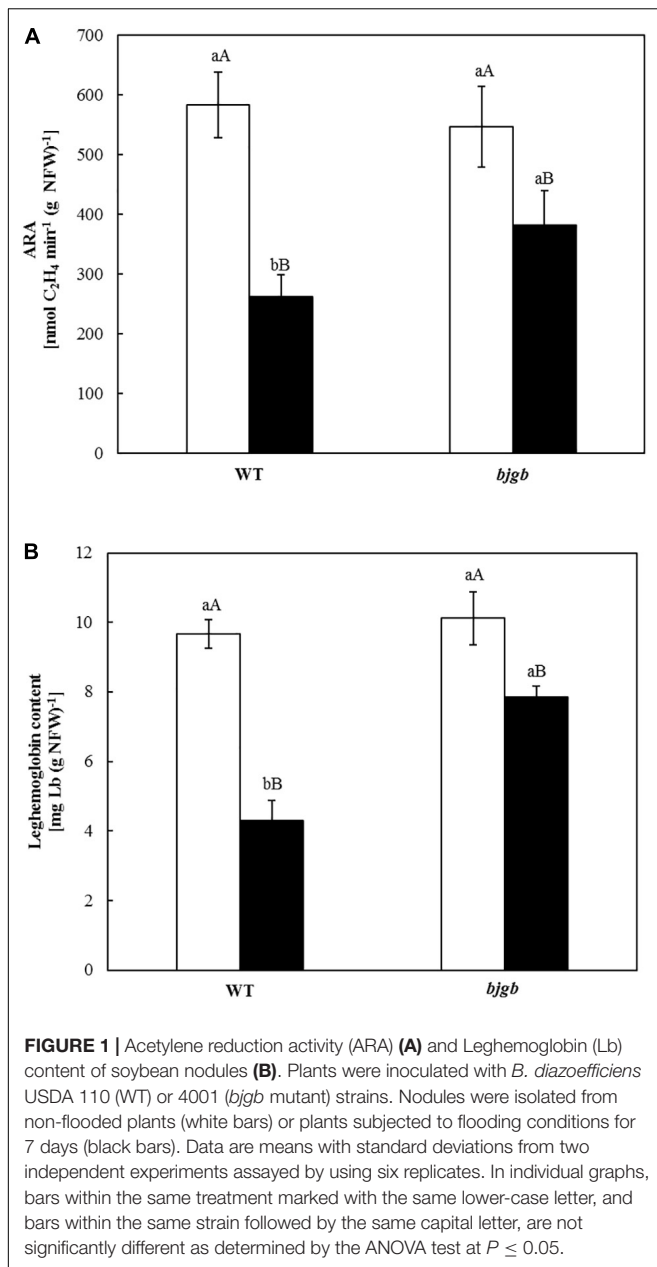 A
700
600
500
400
300
200
100
0
ARA
[nmol C₂H₄ min⁻¹ (g NFW)⁻¹]
aA
bB
aA
aB
WT
bjgb
B
12
10
8
6
4
2
0
Leghemoglobin content
[mg Lb (g NFW)⁻¹]
aA
bB
aA
aB
WT
bjgb
FIGURE 1 | Acetylene reduction activity (ARA) (A) and Leghemoglobin (Lb)
content of soybean nodules (B). Plants were inoculated with B. diazoefficiens
USDA 110 (WT) or 4001 (bjgb mutant) strains. Nodules were isolated from
non-flooded plants (white bars) or plants subjected to flooding conditions for
7 days (black bars). Data are means with standard deviations from two
independent experiments assayed by using six replicates. In individual graphs,
bars within the same treatment marked with the same lower-case letter, and
bars within the same strain followed by the same capital letter, are not
significantly different as determined by the ANOVA test at P ≤ 0.05.